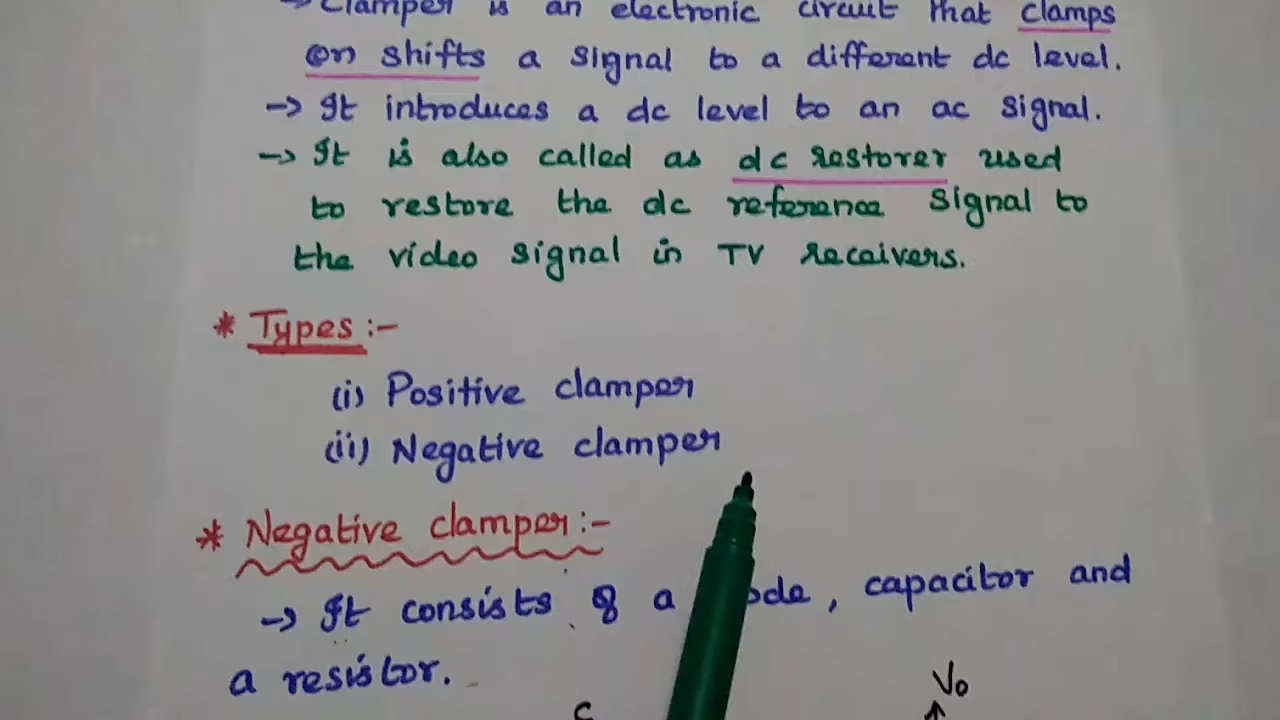 → Clamper is an electronic circuit that clamps
or shifts a signal to a different dc level.
→ It introduces a dc level to an ac signal.
→ It is also called as dc restorer used
to restore the dc reference signal to
the video signal in TV receivers.
* Types :-
(i) Positive clamper
(ii) Negative clamper
* Negative clamper :-
→ It consists of a , capacitor and
a resistor.
C
Vo